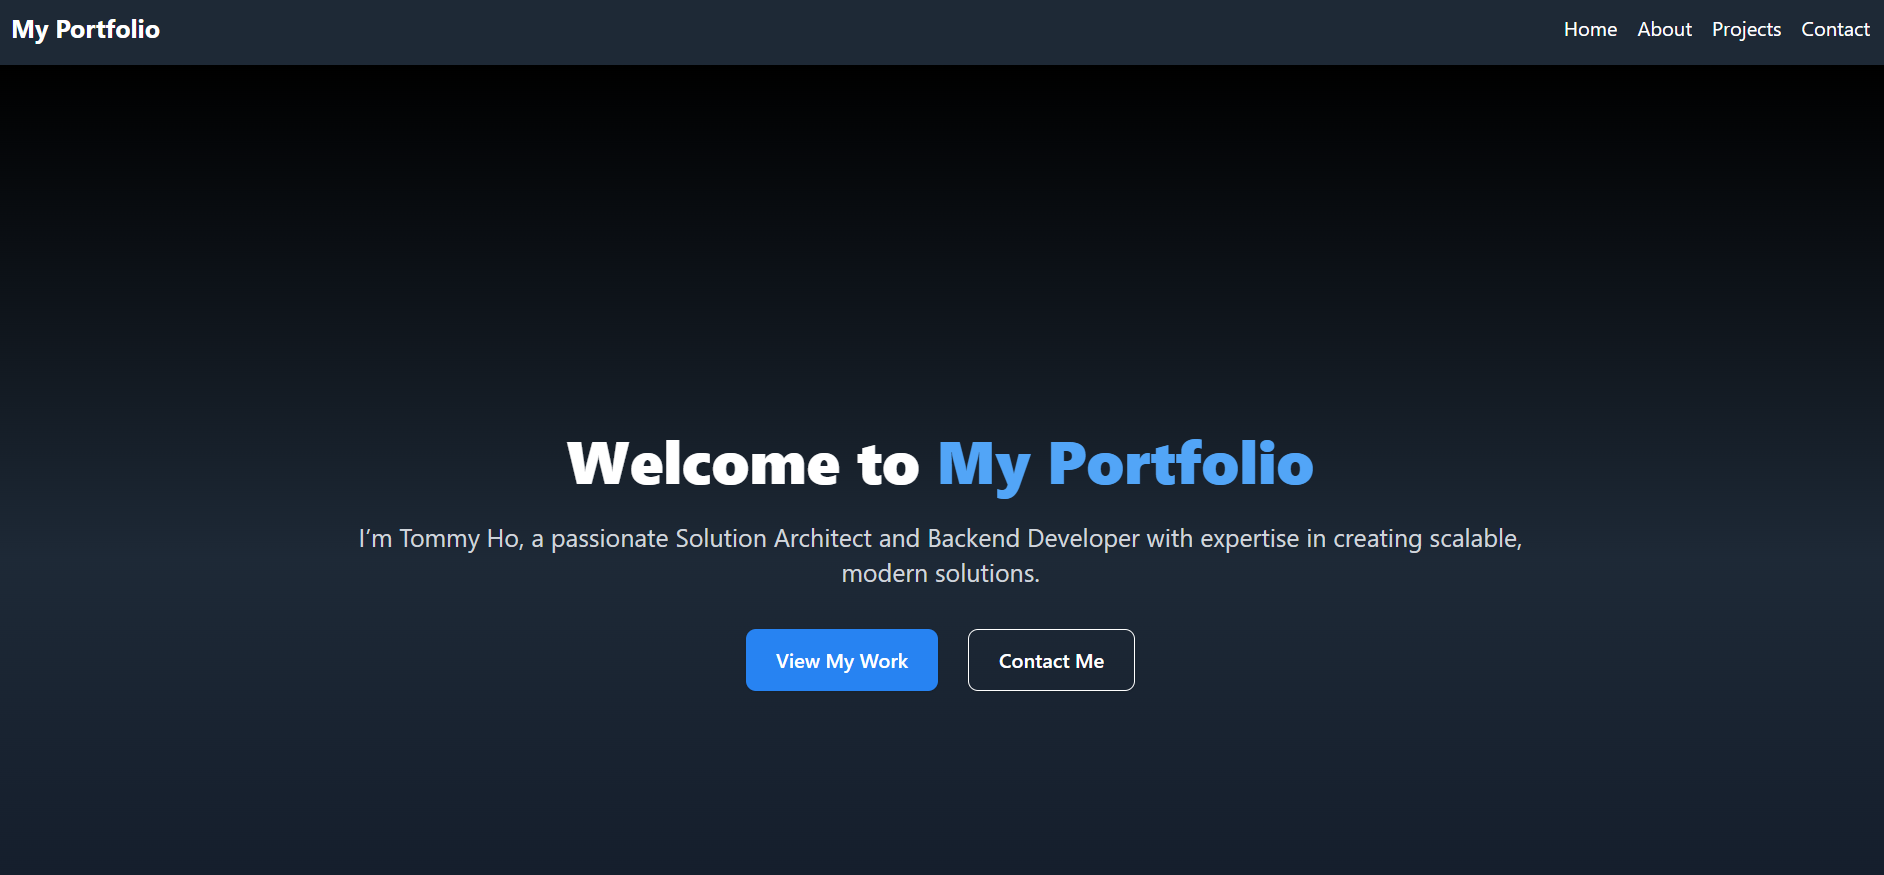 My Portfolio
Home About Projects Contact
Welcome to My Portfolio
I’m Tommy Ho, a passionate Solution Architect and Backend Developer with expertise in creating scalable,
modern solutions.
View My Work Contact Me